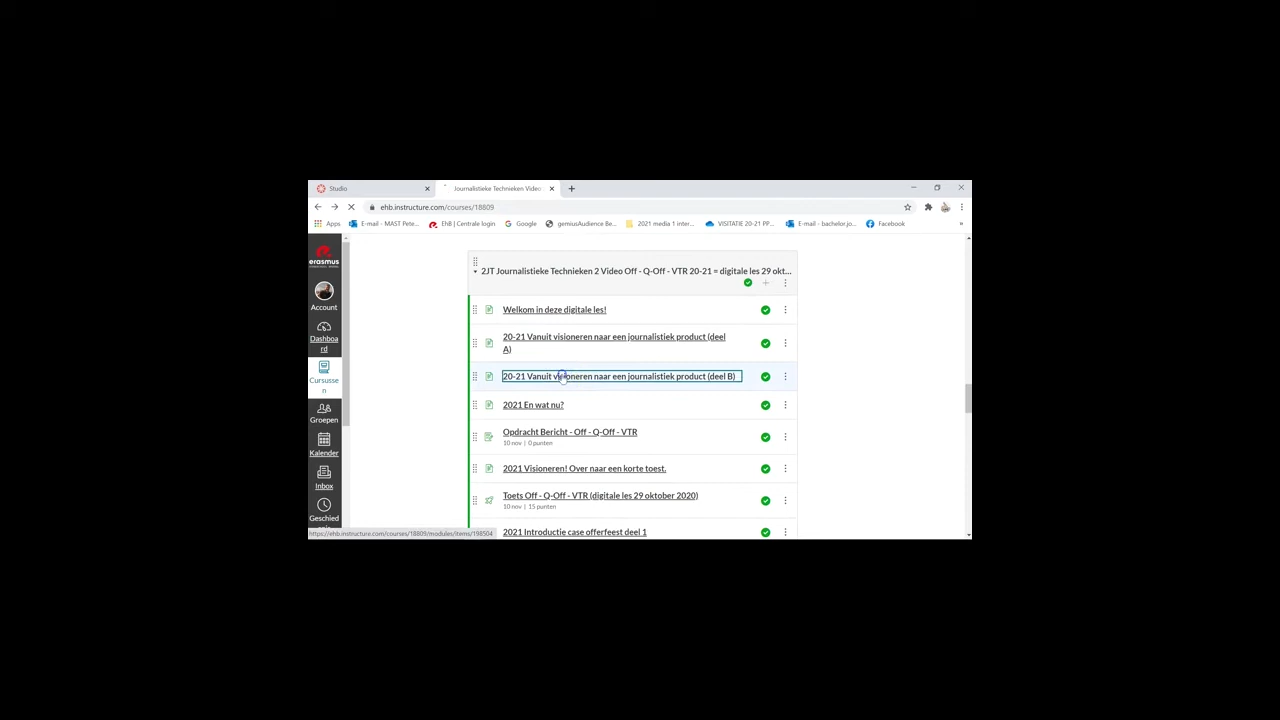 Studio
Journalistieke Technieken Video
ehb.instructure.com/courses/18809
Apps
E-mail - MAST Pete...
EhB | Centrale login
Google
gemiusAudience Be...
2021 media 1 inter...
VISITATIE 20-21 PP...
E-mail - bachelor.jo...
Facebook
erasmus
Account
Dashboa
rd
Cursusse
n
Groepen
Kalender
Inbox
Geschied
2JT Journalistieke Technieken 2 Video Off - Q-Off - VTR 20-21 = digitale les 29 okt...
Welkom in deze digitale les!
20-21 Vanuit visioneren naar een journalistiek product (deel
A)
20-21 Vanuit visioneren naar een journalistiek product (deel B)
2021 En wat nu?
Opdracht Bericht - Off - Q-Off - VTR
10 nov | 0 punten
2021 Visioneren! Over naar een korte toest.
Toets Off - Q-Off - VTR (digitale les 29 oktober 2020)
10 nov | 15 punten
2021 Introductie case offerfeest deel 1
https://ehb.instructure.com/courses/18809/modules/items/198504